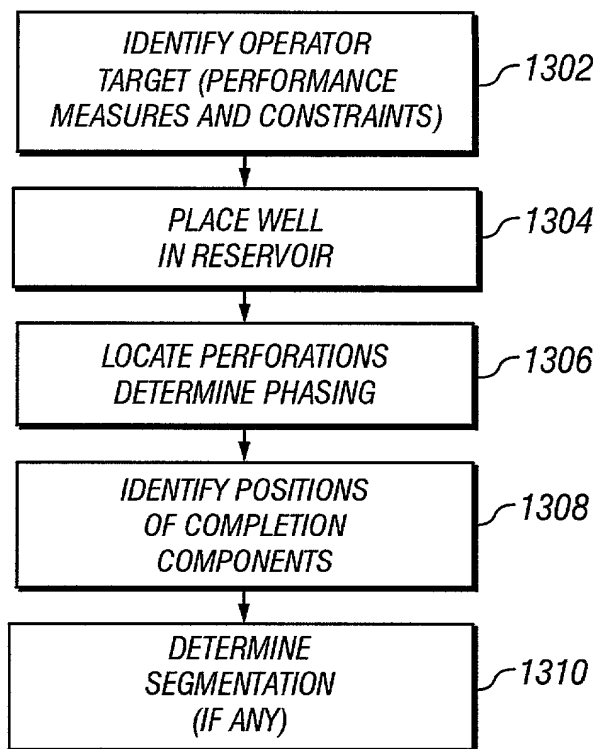 IDENTIFY OPERATOR
TARGET (PERFORMANCE
MEASURES AND CONSTRAINTS)
1302
PLACE WELL
IN RESERVOIR
1304
LOCATE PERFORATIONS
DETERMINE PHASING
1306
IDENTIFY POSITIONS
OF COMPLETION
COMPONENTS
1308
DETERMINE
SEGMENTATION
(IF ANY)
1310